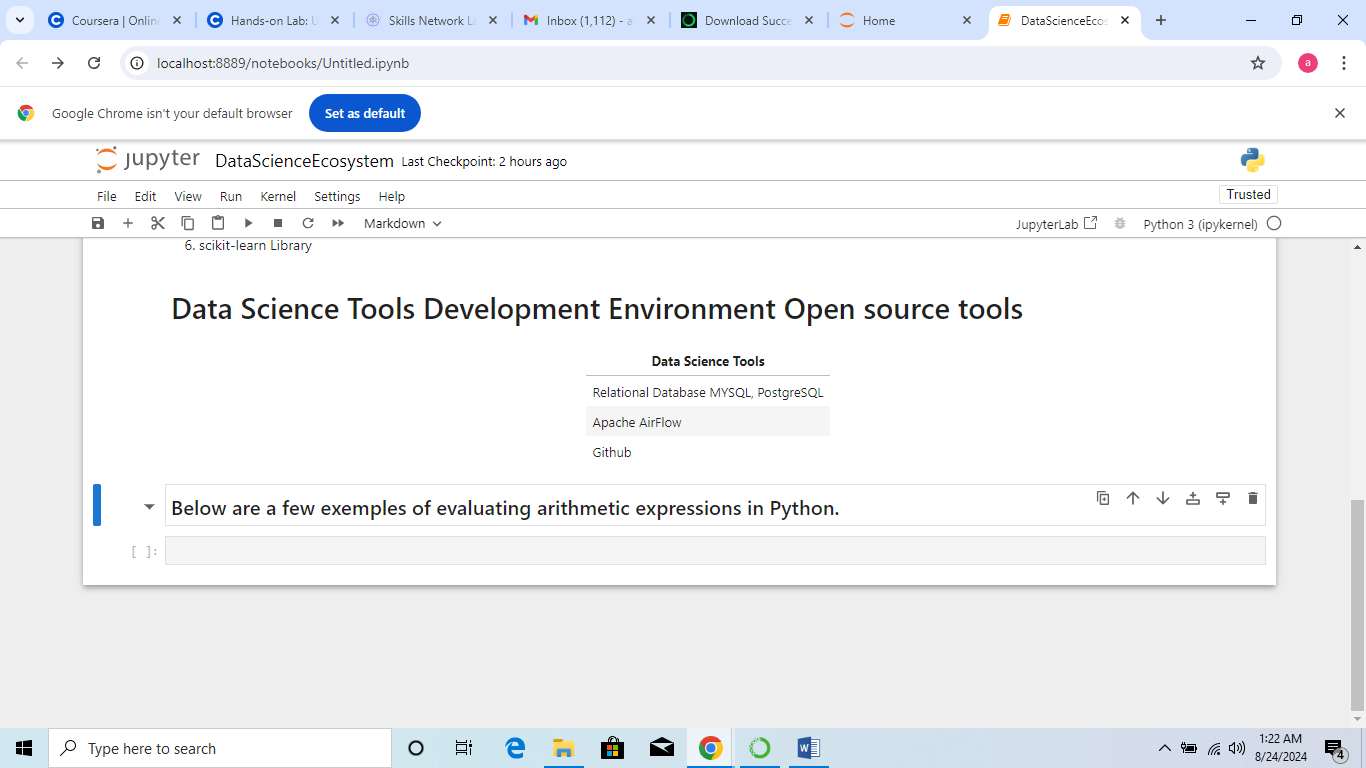 Coursera | Online
Hands-on Lab: U
Skills Network La
Inbox (1,112) - a
Download Succe
Home
DataScienceEcos
localhost:8889/notebooks/Untitled.ipynb
a
Google Chrome isn't your default browser
Set as default
jupyter
DataScienceEcosystem
Last Checkpoint: 2 hours ago
File Edit View Run Kernel Settings Help
Trusted
Markdown
JupyterLab
Python 3 (ipykernel)
6. scikit-learn Library
Data Science Tools Development Environment Open source tools
Data Science Tools
Relational Database MYSQL, PostgreSQL
Apache AirFlow
Github
Below are a few exemples of evaluating arithmetic expressions in Python.
[ ]:
Type here to search
1:22 AM
8/24/2024
4